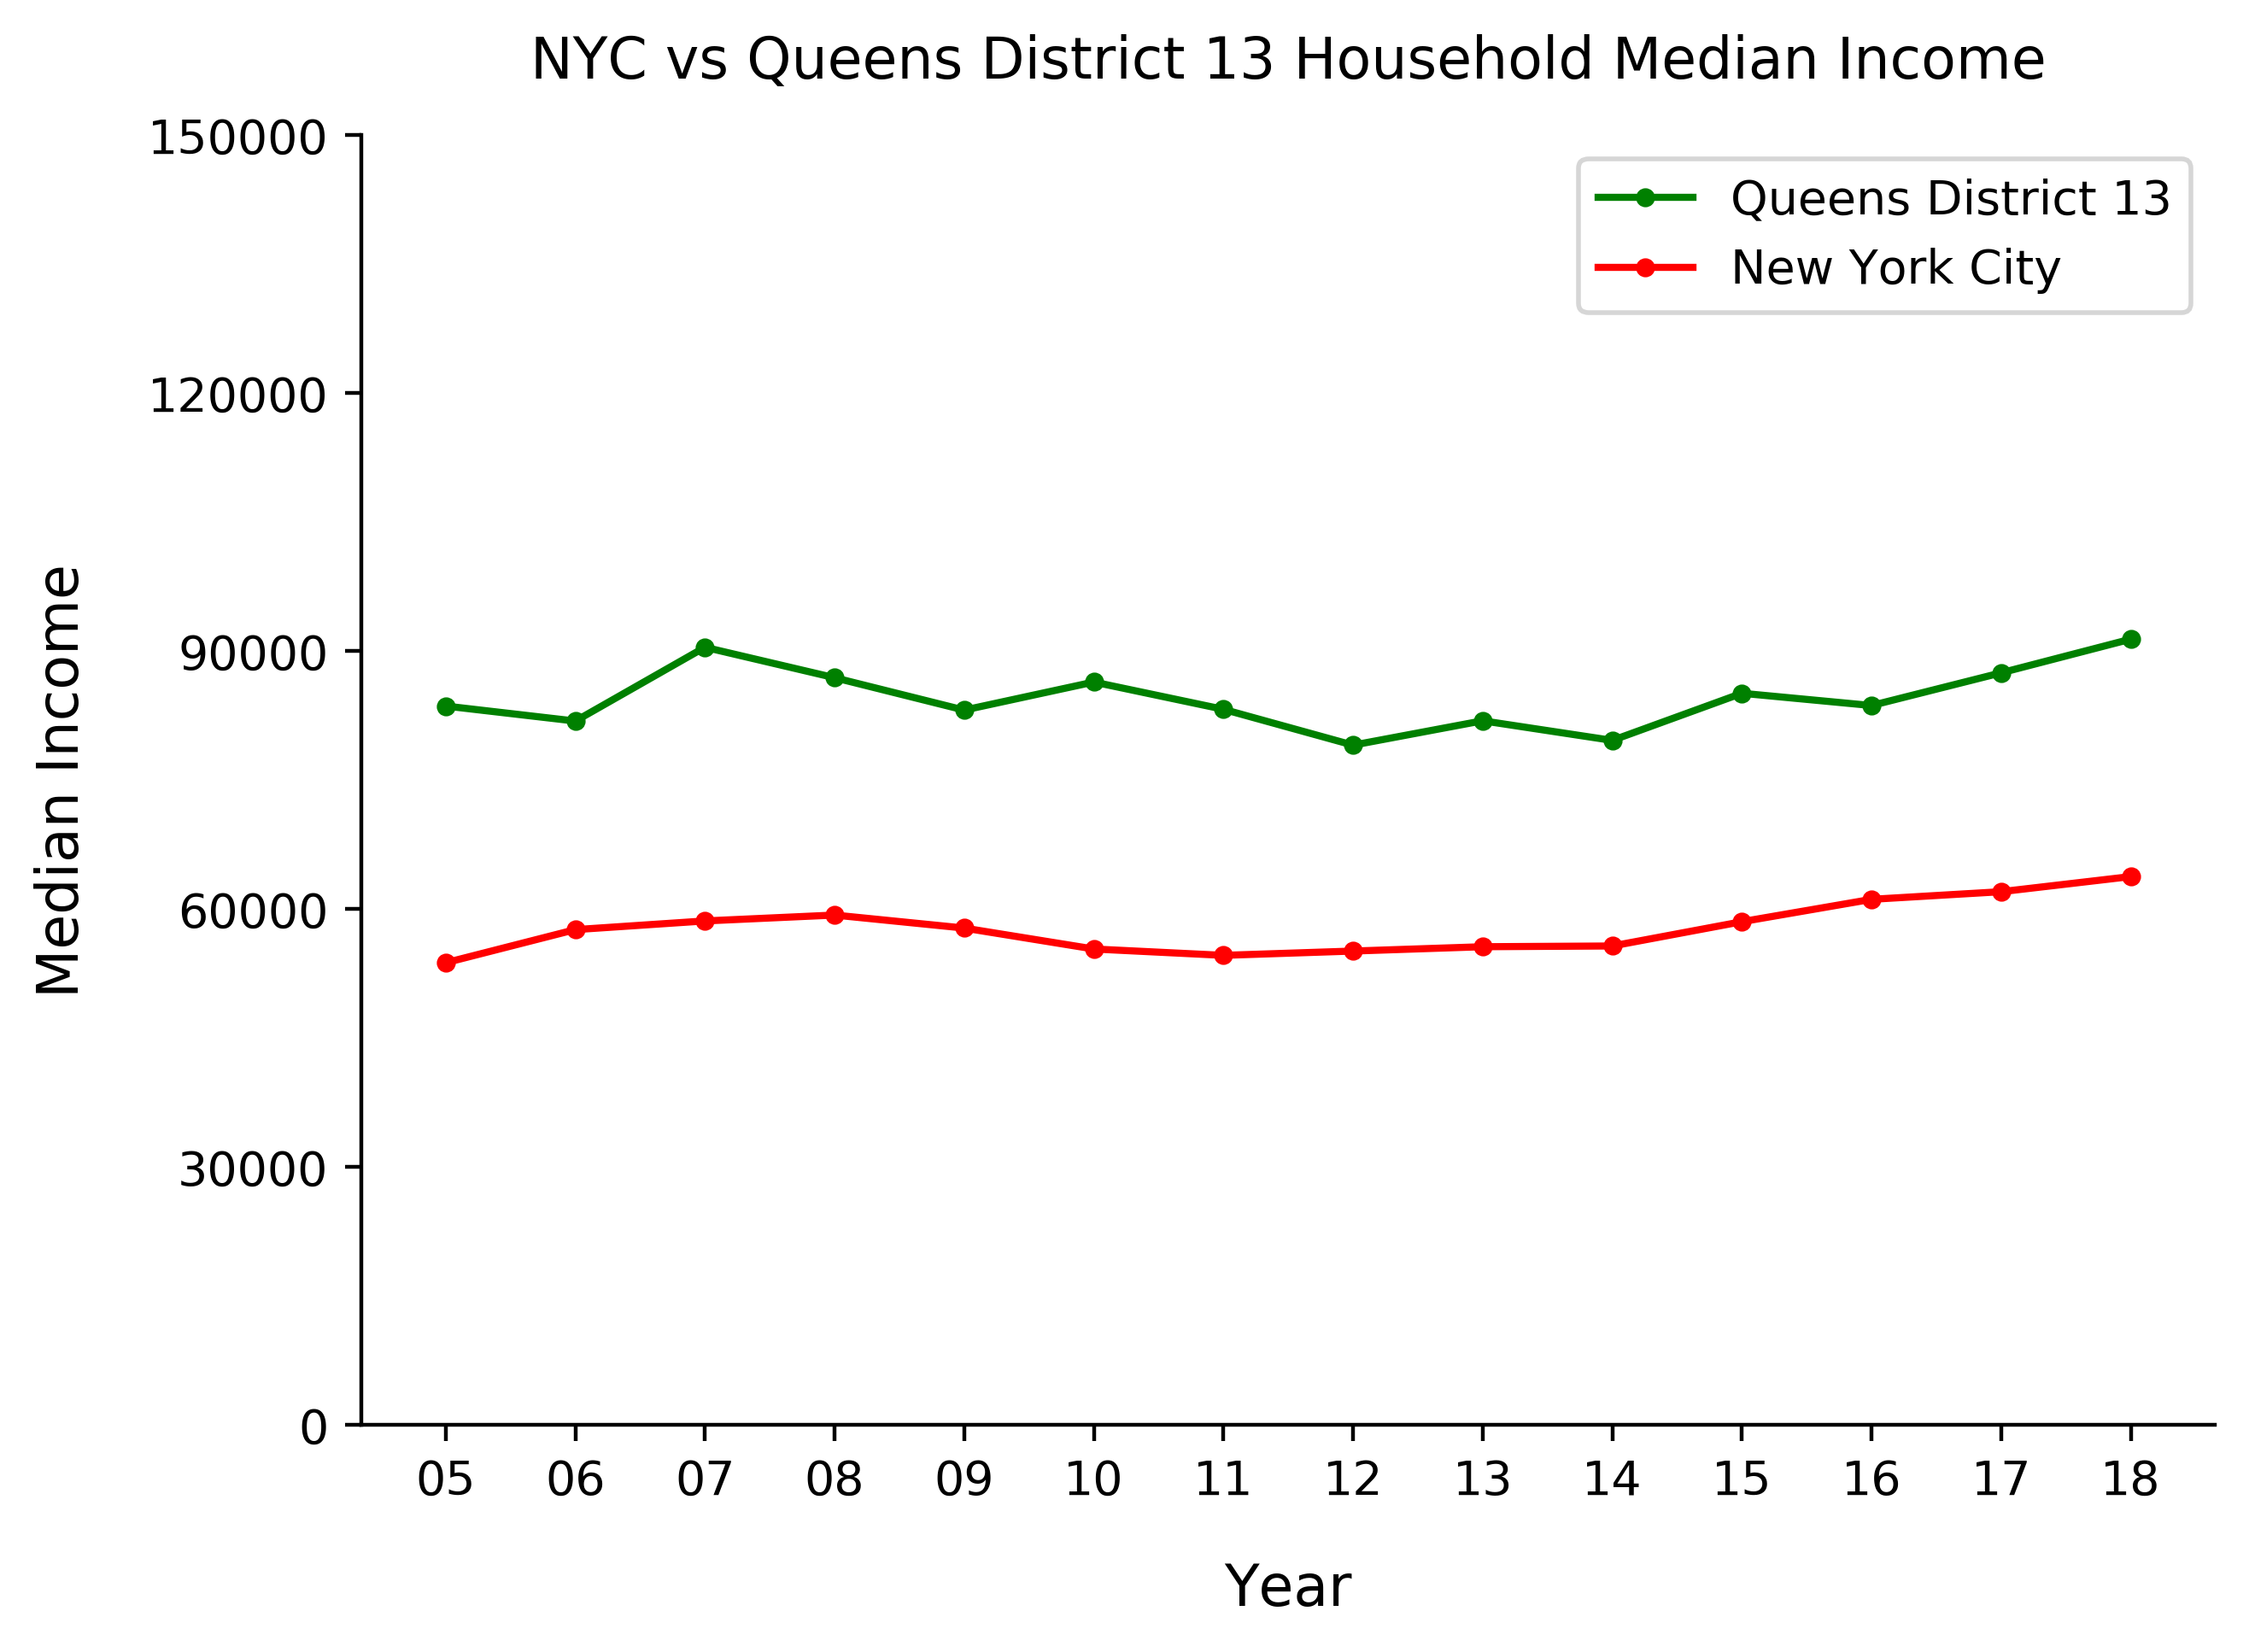 NYC vs Queens District 13 Household Median Income
150000
120000
90000
60000
30000
0
Median Income
Queens District 13
New York City
05 06 07 08 09 10 11 12 13 14 15 16 17 18
Year